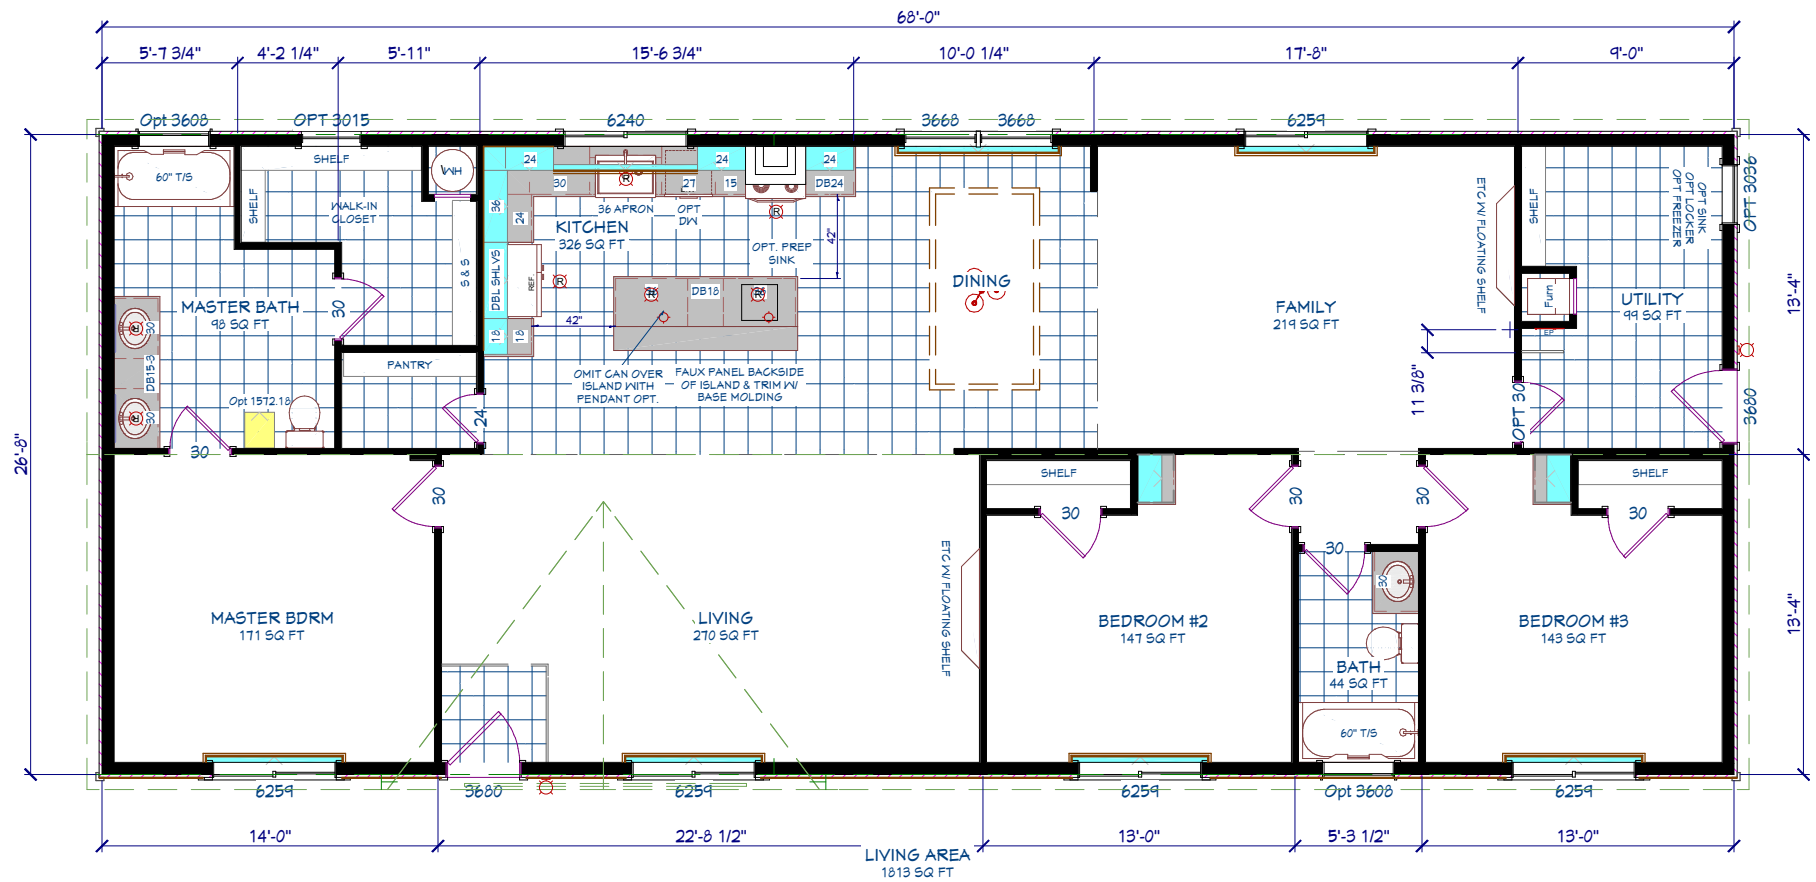 68'-0"
5'-7 3/4"
4'-2 1/4"
5'-11"
15'-6 3/4"
10'-0 1/4"
17'-8"
9'-0"
Opt 3608
OPT 3015
6240
3668
3668
6259
60" T/S
SHELF
SHELF
WALK-IN
CLOSET
WH
S & S
24
24
24
30
27
15
DB24
36
24
DBL SHLVS
REF.
18
18
36 APRON
OPT
DW
R
R
R
KITCHEN
326 SQ FT
42"
OPT. PREP
SINK
R
DB18
R
42"
OMIT CAN OVER
ISLAND WITH
PENDANT OPT.
FAUX PANEL BACKSIDE
OF ISLAND & TRIM W/
BASE MOLDING
DINING
FAMILY
219 SQ FT
ETC W/ FLOATING SHELF
11 3/8"
SHELF
OPT SINK
OPT LOCKER
OPT FREEZER
OPT 3036
Furn
EP
UTILITY
99 SQ FT
OPT 30
3680
13'-4"
MASTER BATH
98 SQ FT
30
R
30
DB15-3
R
30
Opt 1572.18
30
PANTRY
24
26'-8"
30
SHELF
30
30
30
SHELF
30
30
30
MASTER BDRM
171 SQ FT
LIVING
270 SQ FT
ETC W/ FLOATING SHELF
BEDROOM #2
147 SQ FT
BATH
44 SQ FT
60" T/S
BEDROOM #3
143 SQ FT
13'-4"
6259
3680
6259
6259
Opt 3608
6259
14'-0"
22'-8 1/2"
13'-0"
5'-3 1/2"
13'-0"
LIVING AREA
1813 SQ FT